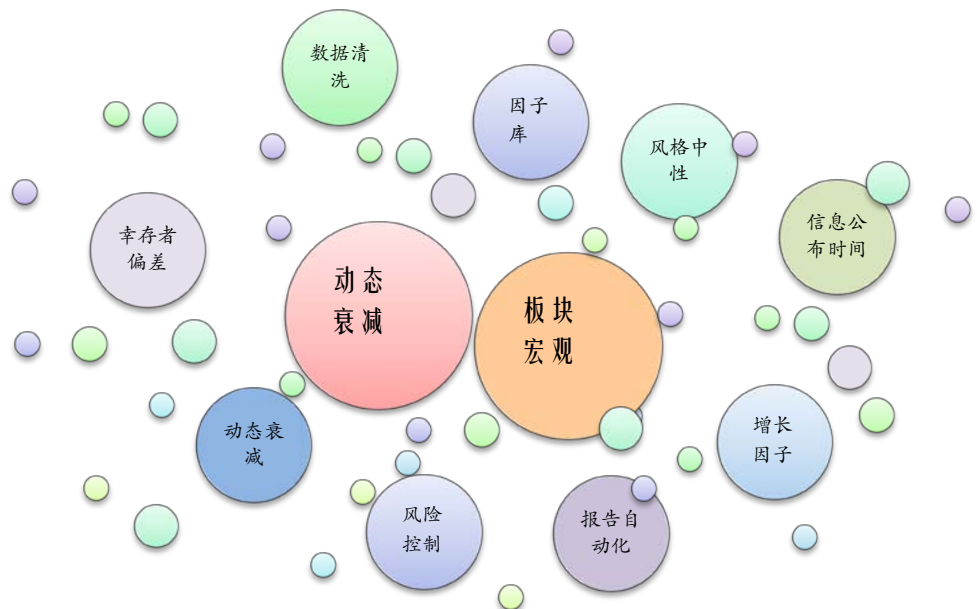 数据清
洗
因子
库
风格中
性
幸存者
偏差
信息公
布时间
动态
衰减
板块
宏观
动态衰
减
增长
因子
风险
控制
报告自
动化